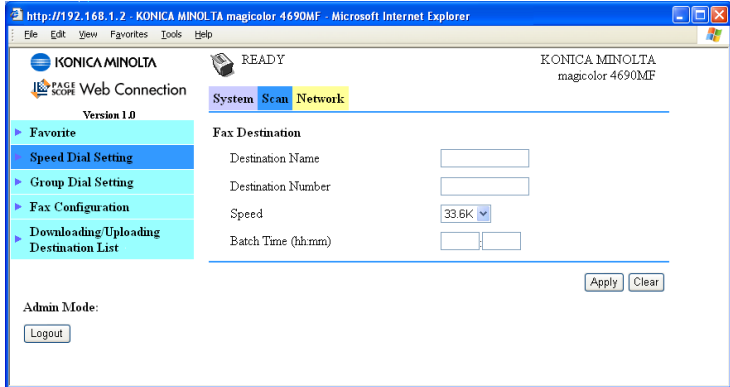 http://192.168.1.2 - KONICA MINOLTA magicolor 4690MF - Microsoft Internet Explorer
File Edit View Favorites Tools Help
KONICA MINOLTA
PAGE SCOPE Web Connection
Version 1.0
READY
KONICA MINOLTA
magicolor 4690MF
System Scan Network
Favorite
Speed Dial Setting
Group Dial Setting
Fax Configuration
Downloading/Uploading
Destination List
Admin Mode:
Logout
Fax Destination
Destination Name
Destination Number
Speed 33.6K
Batch Time (hh:mm) :
Apply Clear